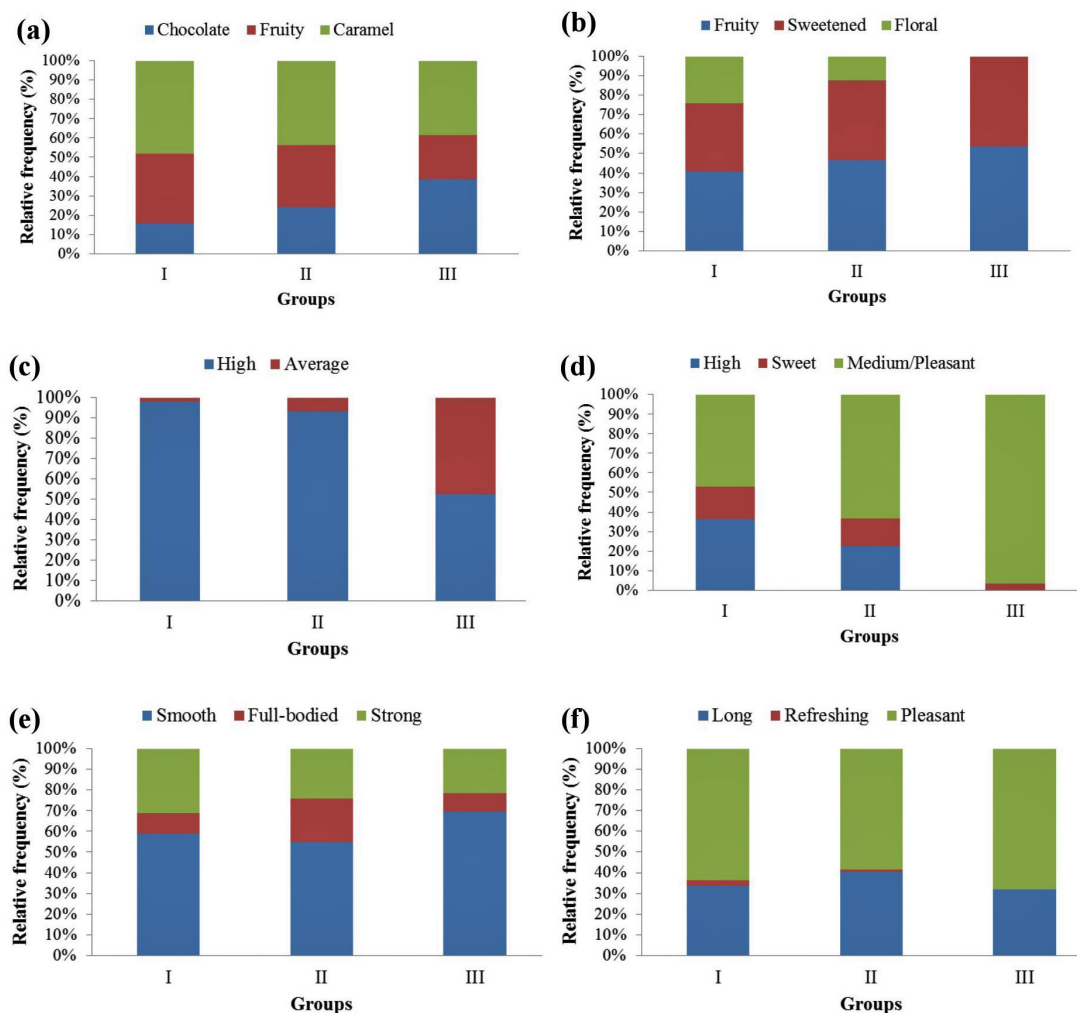 (a)
Chocolate Fruity Caramel
Relative frequency (%)
100%
90%
80%
70%
60%
50%
40%
30%
20%
10%
0%
I II III
Groups
(b)
Fruity Sweetened Floral
Relative frequency (%)
100%
90%
80%
70%
60%
50%
40%
30%
20%
10%
0%
I II III
Groups
(c)
High Average
Relative frequency (%)
100%
90%
80%
70%
60%
50%
40%
30%
20%
10%
0%
I II III
Groups
(d)
High Sweet Medium/Pleasant
Relative frequency (%)
100%
90%
80%
70%
60%
50%
40%
30%
20%
10%
0%
I II III
Groups
(e)
Smooth Full-bodied Strong
Relative frequency (%)
100%
90%
80%
70%
60%
50%
40%
30%
20%
10%
0%
I II III
Groups
(f)
Long Refreshing Pleasant
Relative frequency (%)
100%
90%
80%
70%
60%
50%
40%
30%
20%
10%
0%
I II III
Groups